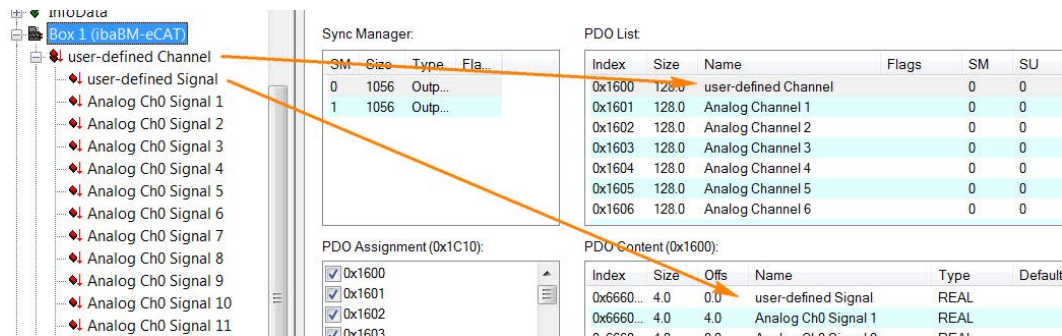 InfoData
Box 1 (ibaBM-eCAT)
user-defined Channel
user-defined Signal
Analog Ch0 Signal 1
Analog Ch0 Signal 2
Analog Ch0 Signal 3
Analog Ch0 Signal 4
Analog Ch0 Signal 5
Analog Ch0 Signal 6
Analog Ch0 Signal 7
Analog Ch0 Signal 8
Analog Ch0 Signal 9
Analog Ch0 Signal 10
Analog Ch0 Signal 11
Sync Manager:
SM Size Type Fla...
0 1056 Outp...
1 1056 Outp...
PDO List:
Index Size Name Flags SM SU
0x1600 128.0 user-defined Channel 0 0
0x1601 128.0 Analog Channel 1 0 0
0x1602 128.0 Analog Channel 2 0 0
0x1603 128.0 Analog Channel 3 0 0
0x1604 128.0 Analog Channel 4 0 0
0x1605 128.0 Analog Channel 5 0 0
0x1606 128.0 Analog Channel 6 0 0
PDO Assignment (0x1C10):
0x1600
0x1601
0x1602
0x1603
PDO Content (0x1600):
Index Size Offs Name Type Default
0x6660... 4.0 0.0 user-defined Signal REAL
0x6660... 4.0 4.0 Analog Ch0 Signal 1 REAL